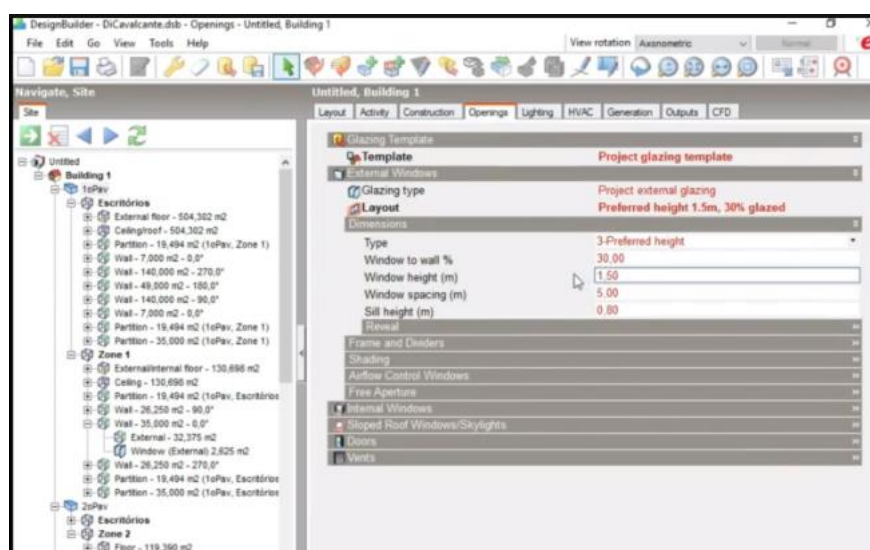 DesignBuilder - DiCavalcante.dsb - Openings - Untitled, Building 1
File Edit Go View Tools Help
View rotation Axonometric Normal
Navigate, Site
Untitled, Building 1
Site
Layout Activity Construction Openings Lighting HVAC Generation Outputs CFD
Untitled
Building 1
1oPav
Escritórios
External floor - 504,302 m2
Ceiling/roof - 504,302 m2
Partition - 19,494 m2 (1oPav, Zone 1)
Wall - 7,000 m2 - 0,0°
Wall - 140,000 m2 - 270,0°
Wall - 49,000 m2 - 180,0°
Wall - 140,000 m2 - 90,0°
Wall - 7,000 m2 - 0,0°
Partition - 19,494 m2 (1oPav, Zone 1)
Partition - 35,000 m2 (1oPav, Zone 1)
Zone 1
External/internal floor - 130,698 m2
Ceiling - 130,698 m2
Partition - 19,494 m2 (1oPav, Escritórios
Wall - 26,250 m2 - 90,0°
Wall - 35,000 m2 - 0,0°
External - 32,375 m2
Window (External) 2,625 m2
Wall - 26,250 m2 - 270,0°
Partition - 19,494 m2 (1oPav, Escritórios
Partition - 35,000 m2 (1oPav, Escritórios
2oPav
Escritórios
Zone 2
Floor - 119,390 m2
Glazing Template
Template Project glazing template
External Windows
Glazing type Project external glazing
Layout Preferred height 1.5m, 30% glazed
Dimensions
Type 3-Preferred height
Window to wall % 30,00
Window height (m) 1,50
Window spacing (m) 5,00
Sill height (m) 0,80
Reveal
Frame and Dividers
Shading
Airflow Control Windows
Free Aperture
Internal Windows
Sloped Roof Windows/Skylights
Doors
Vents